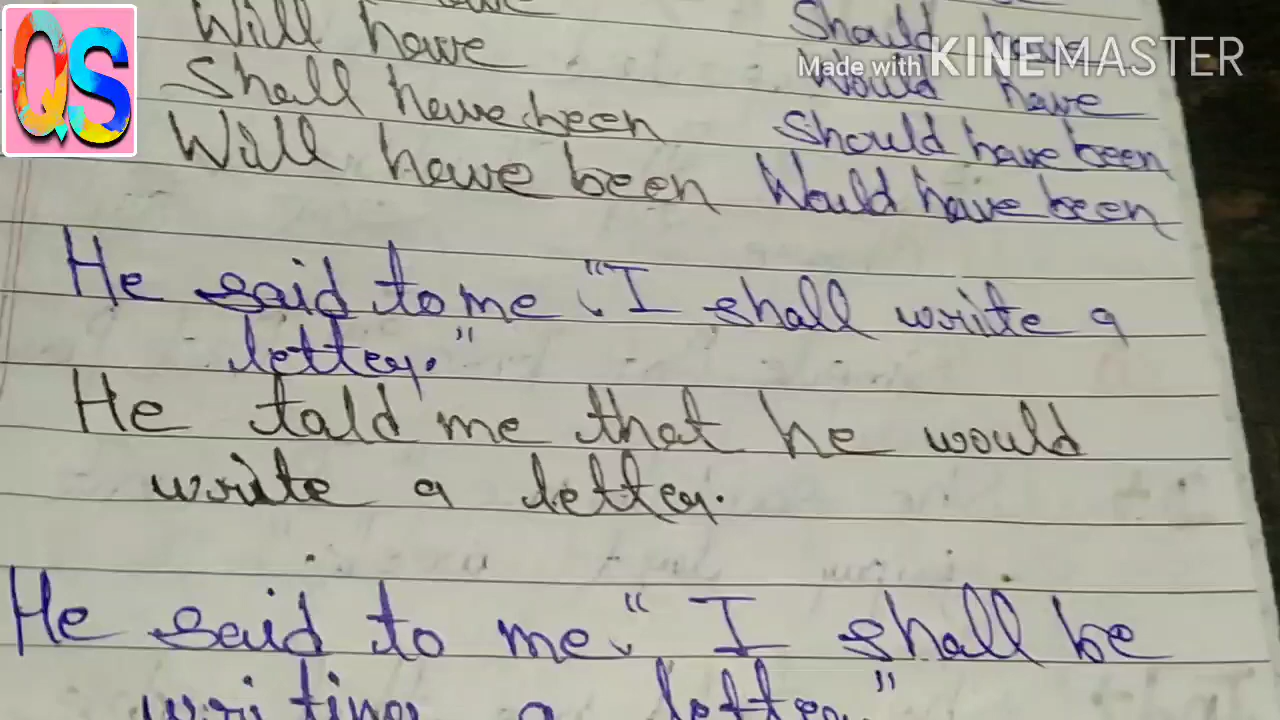 QS
Will have Should have
Made with KINEMASTER
Shall have been Would have
Will have been Should have been
Would have been
He said to me, "I shall write a
letter."
He told me that he would
write a letter.
He said to me, "I shall be
writing a letter"